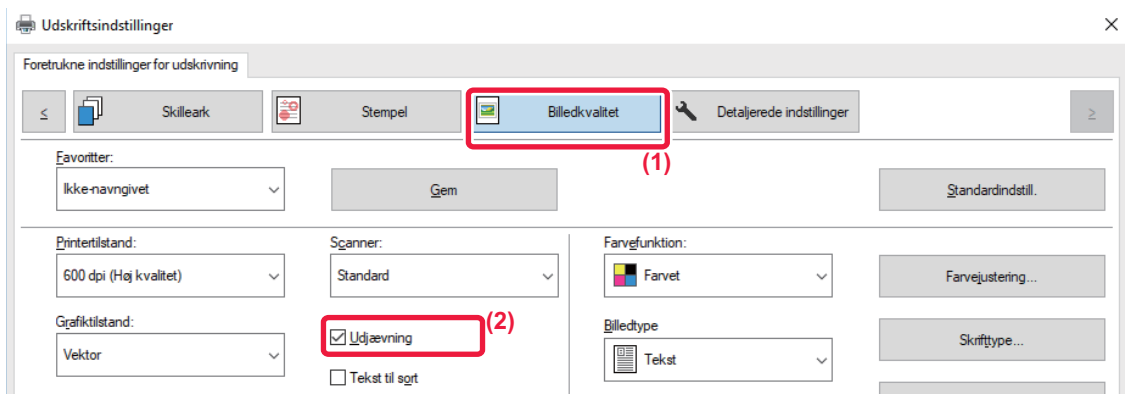 Udskriftsindstillinger
Foretrukne indstillinger for udskrivning
≤ Skilleark Stempel Billedkvalitet Detaljerede indstillinger ≥
(1)
Favoritter:
Ikke-navngivet Gem Standardindstill.
Printertilstand: Scanner: Farvefunktion:
600 dpi (Høj kvalitet) Standard Farvet Farvejustering...
Grafiktilstand: (2) Billedtype
Udjævning Skrifttype...
Vektor Tekst
Tekst til sort